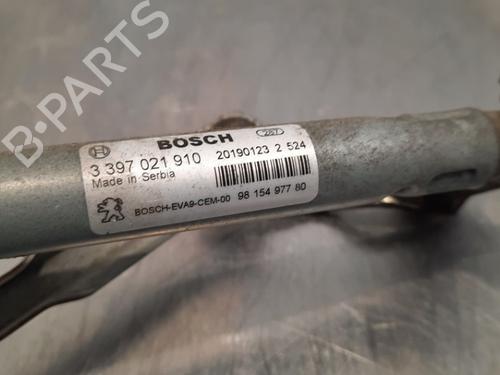 BOSCH
3 397 021 910
20190123 2 524
Made in Serbia
BOSCH-EVA9-CEM-00
98 154 977 80
B-PARTS